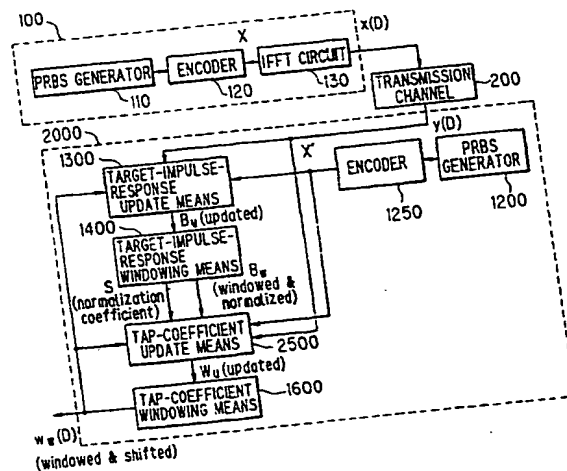 100
X
x(D)
PRBS GENERATOR
ENCODER
IFFT CIRCUIT
110
120
130
TRANSMISSION
CHANNEL
200
2000
1300
y(D)
TARGET-IMPULSE-
RESPONSE
UPDATE MEANS
X'
ENCODER
PRBS
GENERATOR
1250
1200
1400
Bu(updated)
TARGET-IMPULSE-
RESPONSE
WINDOWING MEANS
S
(normalization
coefficient)
Bw
(windowed &
normalized)
TAP-COEFFICIENT
UPDATE MEANS
2500
Wu(updated)
TAP-COEFFICIENT
WINDOWING MEANS
1600
ww(D)
(windowed & shifted)